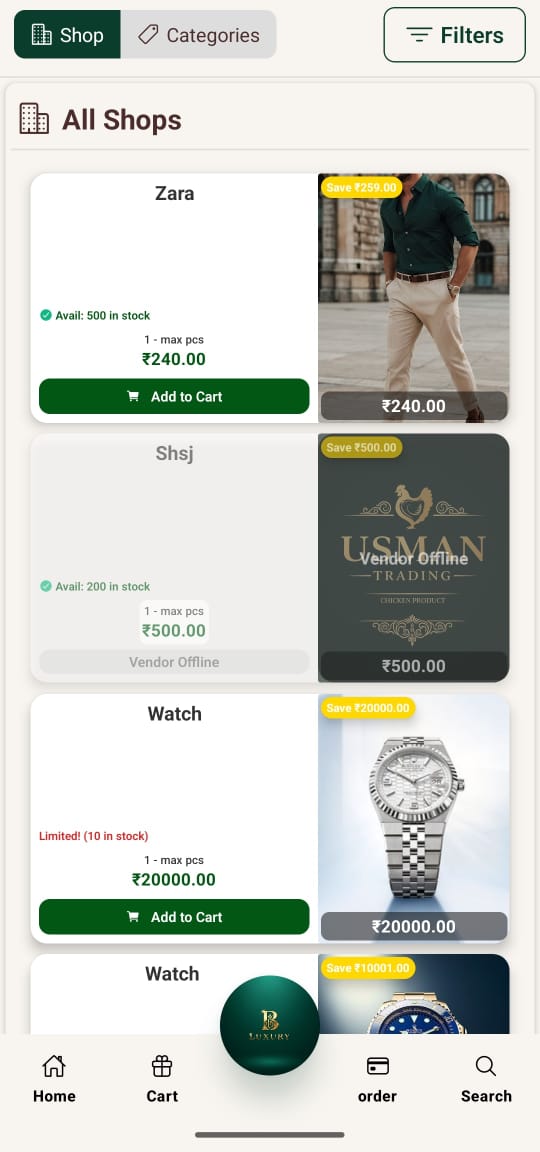 Shop
Categories
Filters
All Shops
Zara
Save ₹259.00
Avail: 500 in stock
1 - max pcs
₹240.00
Add to Cart
₹240.00
Shsj
Save ₹500.00
USMAN
Vendor Offline
TRADING
CHICKEN PRODUCT
Avail: 200 in stock
1 - max pcs
₹500.00
Vendor Offline
₹500.00
Watch
Save ₹20000.00
Limited! (10 in stock)
1 - max pcs
₹20000.00
Add to Cart
₹20000.00
Watch
Save ₹10001.00
B
LUXURY
Home
Cart
order
Search